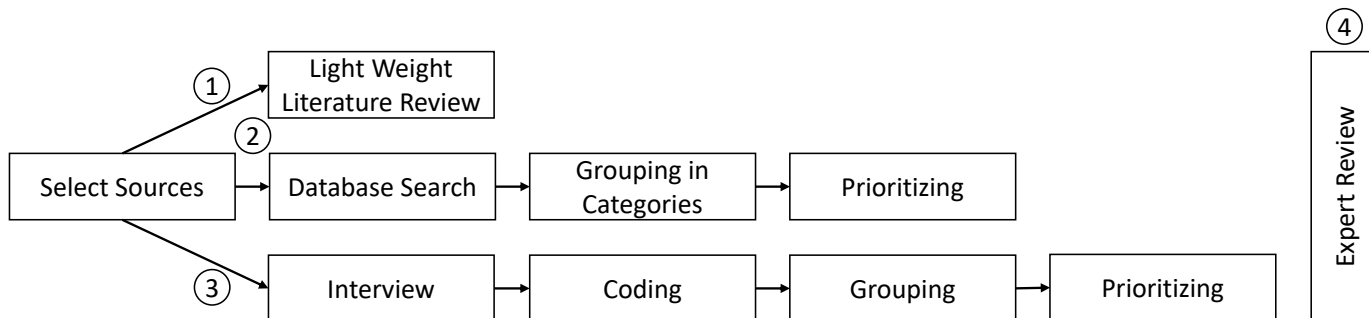 4
1
Light Weight
Literature Review
2
Select Sources
Database Search
Grouping in
Categories
Prioritizing
3
Interview
Coding
Grouping
Prioritizing
Expert Review